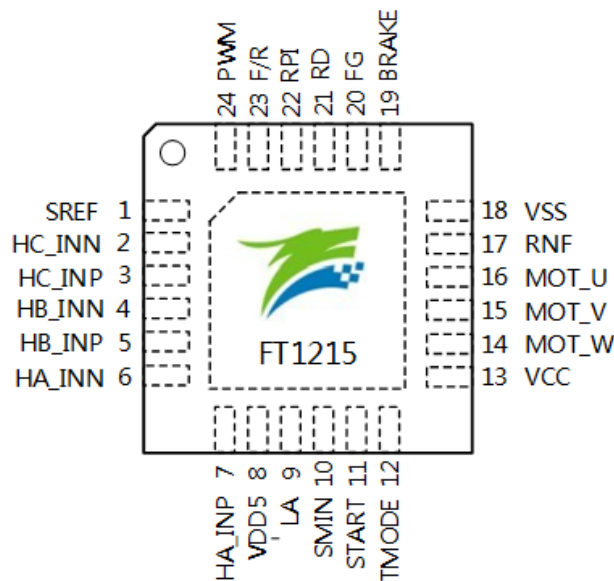 24 PWM
23 F/R
22 RPI
21 RD
20 FG
19 BRAKE
SREF 1
HC_INN 2
HC_INP 3
HB_INN 4
HB_INP 5
HA_INN 6
18 VSS
17 RNF
16 MOT_U
15 MOT_V
14 MOT_W
13 VCC
FT1215
HA_INP 7
VDD5 8
LA 9
SMIN 10
START 11
TMODE 12